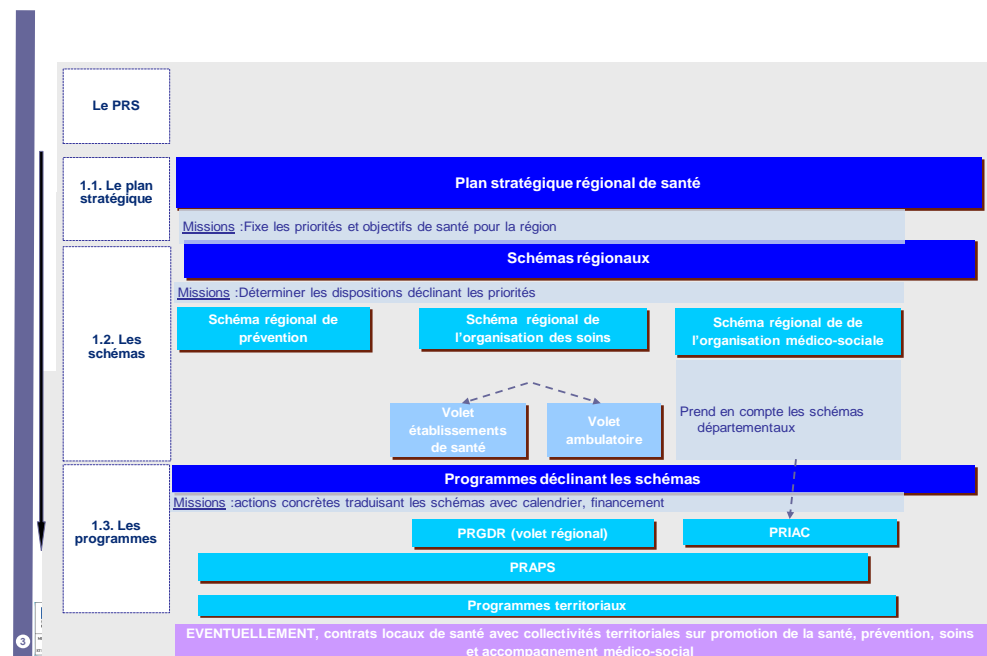 Le PRS
1.1. Le plan
stratégique
Plan stratégique régional de santé
Missions :Fixe les priorités et objectifs de santé pour la région
Schémas régionaux
Missions :Déterminer les dispositions déclinant les priorités
1.2. Les
schémas
Schéma régional de
prévention
Schéma régional de
l'organisation des soins
Schéma régional de de
l'organisation médico-sociale
Volet
établissements
de santé
Volet
ambulatoire
Prend en compte les schémas
départementaux
Programmes déclinant les schémas
Missions :actions concrètes traduisant les schémas avec calendrier, financement
1.3. Les
programmes
PRGDR (volet régional)
PRIAC
PRAPS
Programmes territoriaux
EVENTUELLEMENT, contrats locaux de santé avec collectivités territoriales sur promotion de la santé, prévention, soins
et accompagnement médico-social
3